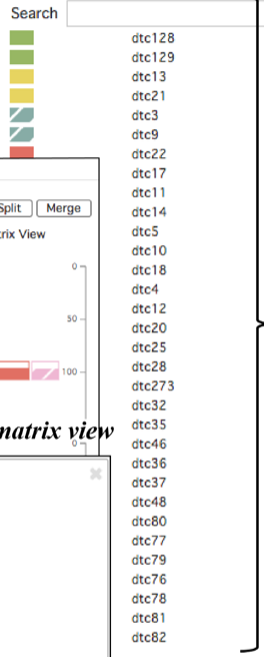 Search
dtc128
dtc129
dtc13
dtc21
dtc3
dtc9
dtc22
dtc17
dtc11
dtc14
dtc5
dtc10
dtc18
dtc4
dtc12
dtc20
dtc25
dtc28
dtc273
dtc32
dtc35
dtc46
dtc36
dtc37
dtc48
dtc80
dtc77
dtc79
dtc76
dtc78
dtc81
dtc82
Split Merge
trix View
0
50
100
matrix view
0